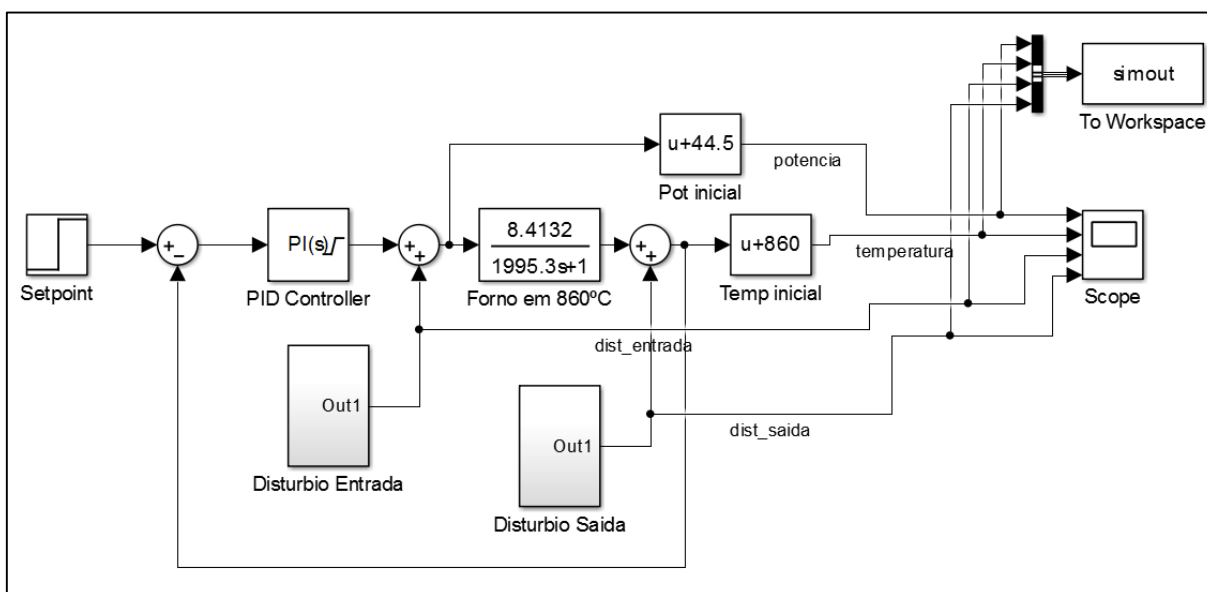 simout
To Workspace
u+44.5
potencia
Pot inicial
+
−
PI(s)
+
+
8.4132
1995.3s+1
+
+
u+860
temperatura
Setpoint
PID Controller
Forno em 860ºC
Temp inicial
Scope
dist_entrada
Out1
Disturbio Entrada
Out1
dist_saida
Disturbio Saida